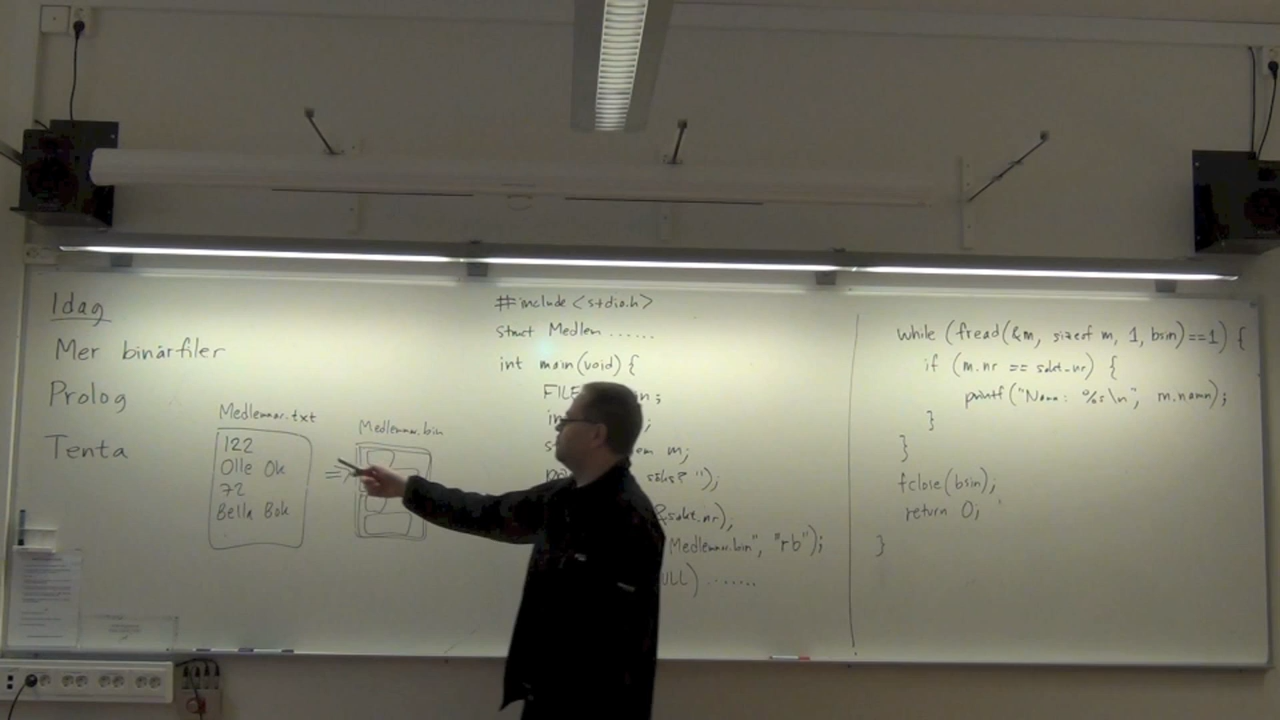 Idag
Mer binärfiler
Prolog
Tenta
Medlemmar.txt
122
Olle Ok
72
Bella Bok
Medlemmar.bin
#include <stdio.h>
struct Medlem ......
int main(void) {
FILE
m;
&sokt_nr);
Medlemmar.bin", "rb");
.......
while (fread(&m, sizeof m, 1, bsin)==1) {
if (m.nr == sokt_nr) {
printf("Namn: %s\n", m.namn);
}
}
fclose(bsin);
return 0;
}